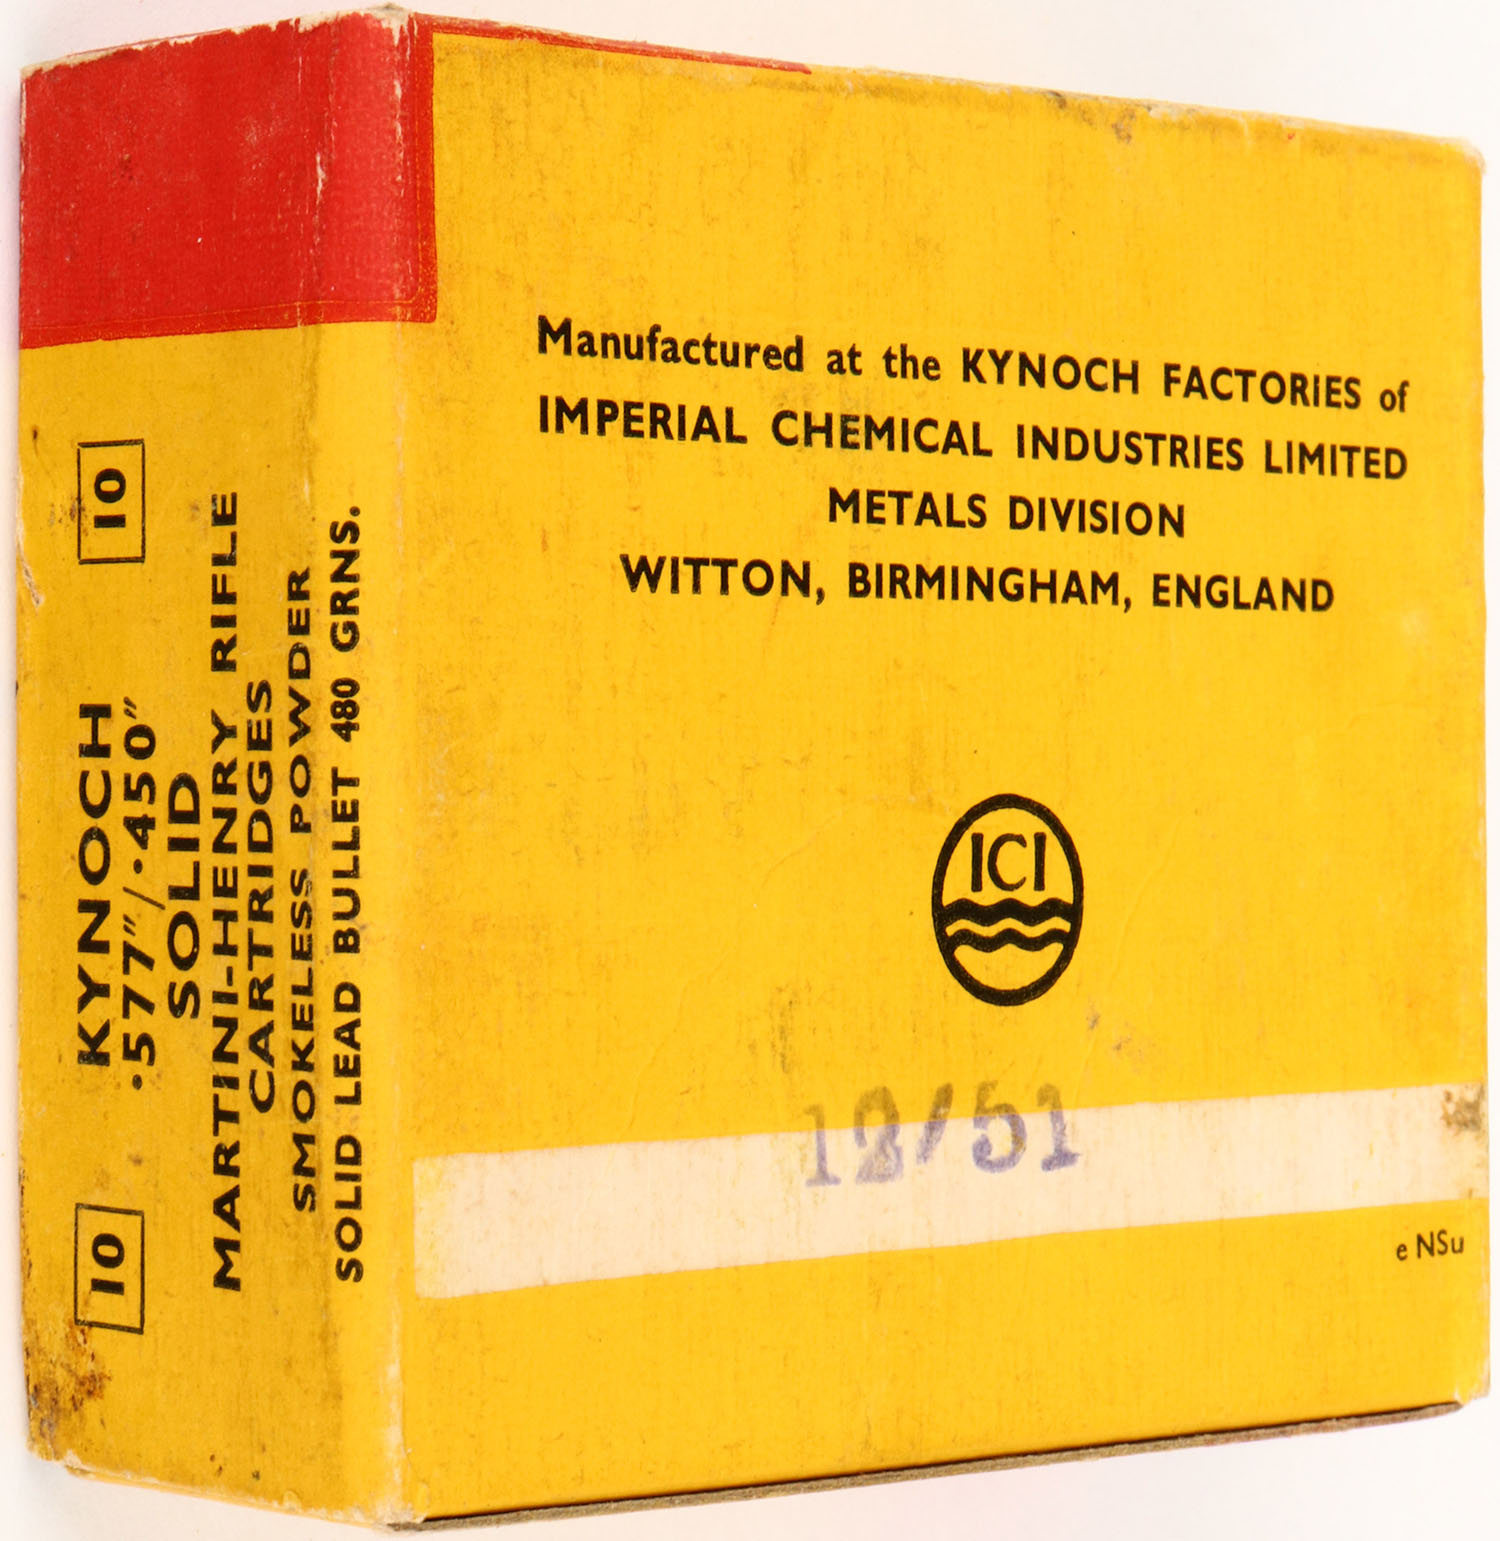 10
KYNOCH
.577"/.450"
SOLID
MARTINI-HENRY RIFLE
CARTRIDGES
SMOKELESS POWDER
SOLID LEAD BULLET 480 GRNS.
10
Manufactured at the KYNOCH FACTORIES of
IMPERIAL CHEMICAL INDUSTRIES LIMITED
METALS DIVISION
WITTON, BIRMINGHAM, ENGLAND
ICI
12/51
e NSu